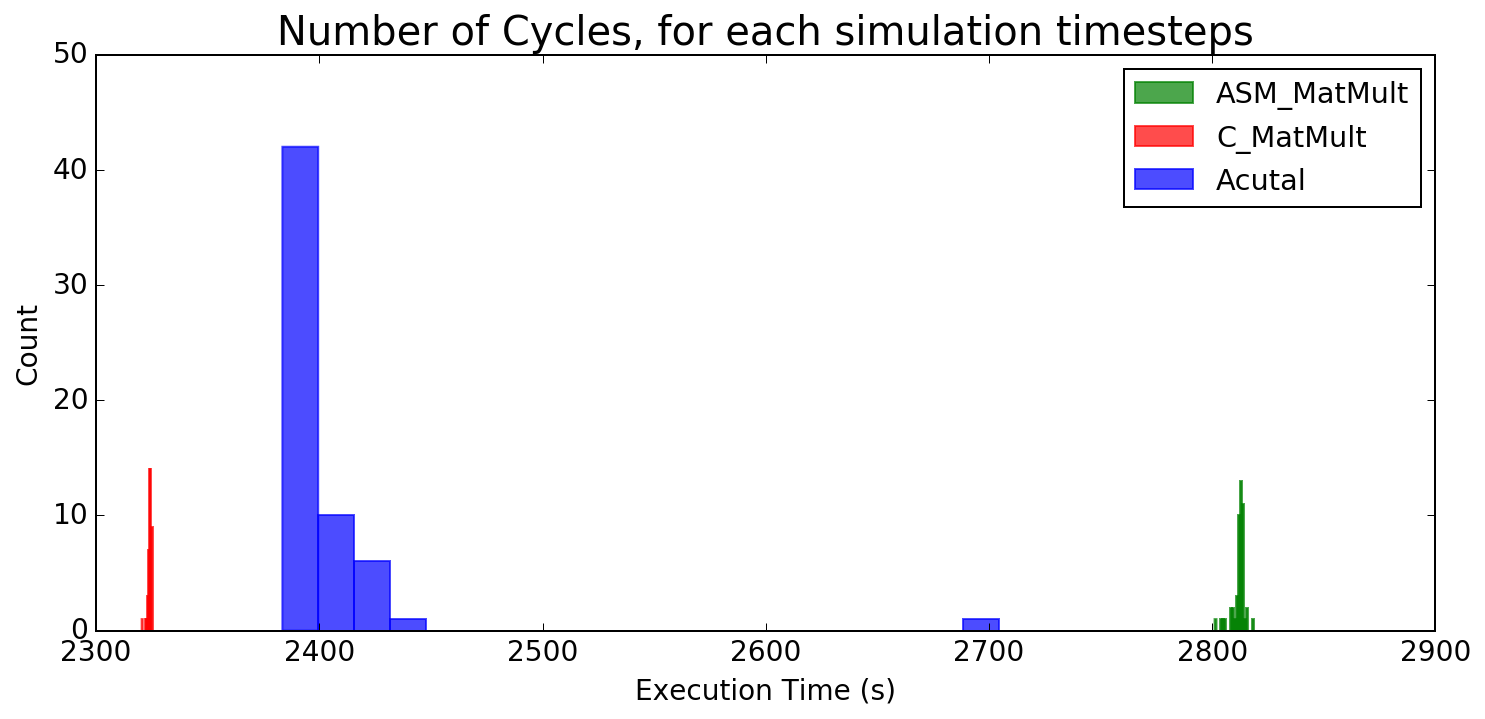 Number of Cycles, for each simulation timesteps
50
40
30
20
10
0
Count
ASM_MatMult
C_MatMult
Acutal
2300 2400 2500 2600 2700 2800 2900
Execution Time (s)